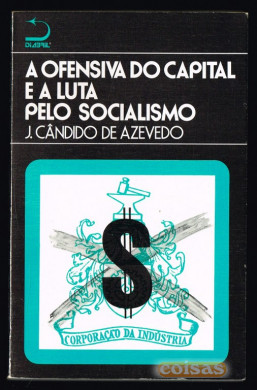 DIABRIL
A OFENSIVA DO CAPITAL
E A LUTA
PELO SOCIALISMO
J. CÂNDIDO DE AZEVEDO
$
CORPORAÇÃO DA INDÚSTRIA
coisas